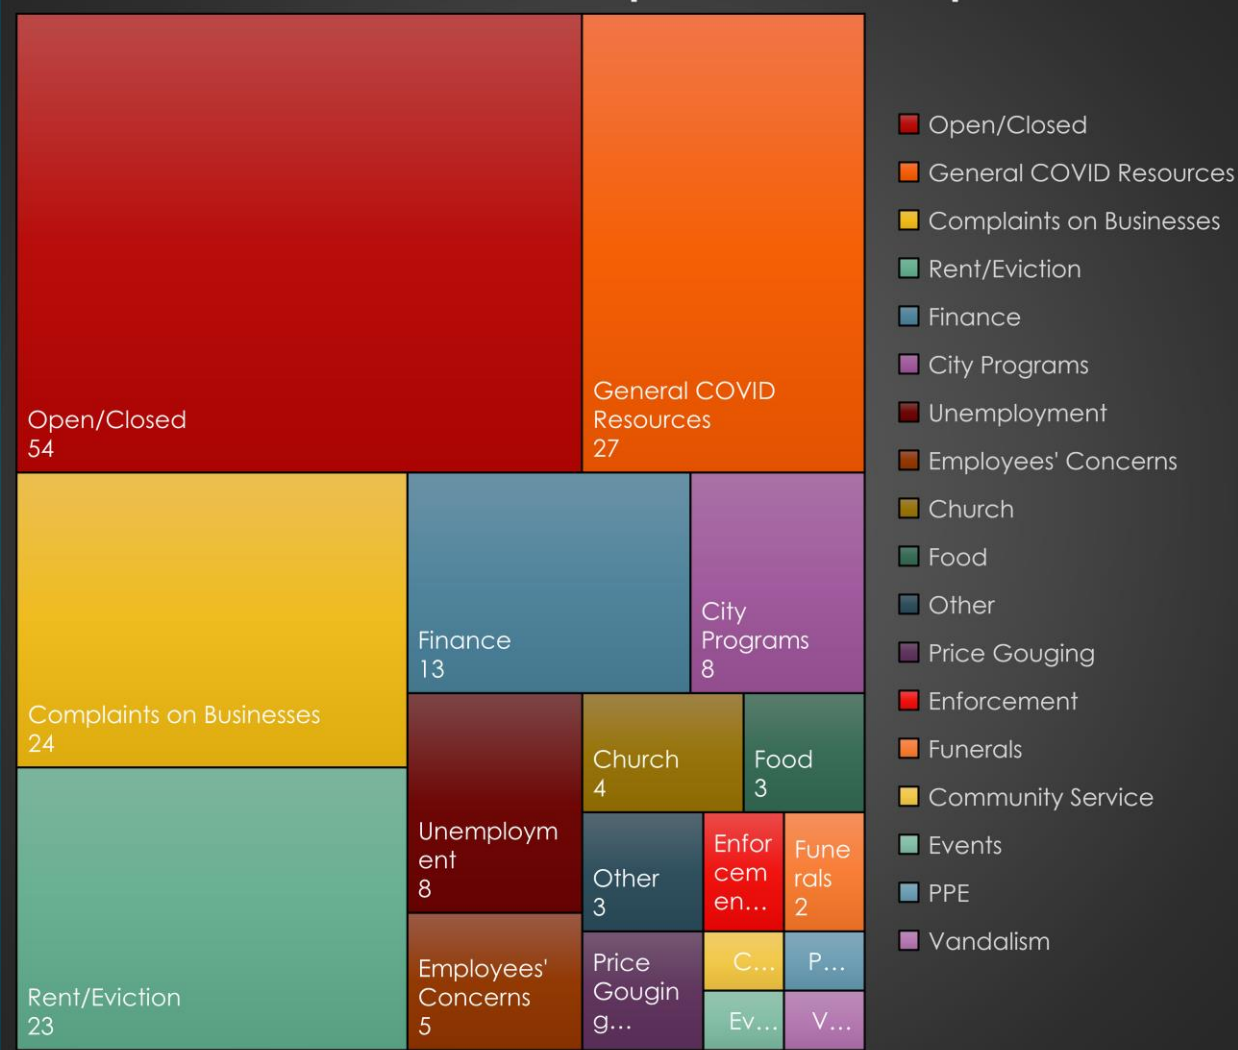 Open/Closed
54
General COVID
Resources
27
Complaints on Businesses
24
Rent/Eviction
23
Finance
13
City
Programs
8
Unemploym
ent
8
Employees'
Concerns
5
Church
4
Food
3
Other
3
Enfor
cem
en...
Fune
rals
2
Price
Gougin
g...
C...
P...
Ev...
V...
Open/Closed
General COVID Resources
Complaints on Businesses
Rent/Eviction
Finance
City Programs
Unemployment
Employees' Concerns
Church
Food
Other
Price Gouging
Enforcement
Funerals
Community Service
Events
PPE
Vandalism